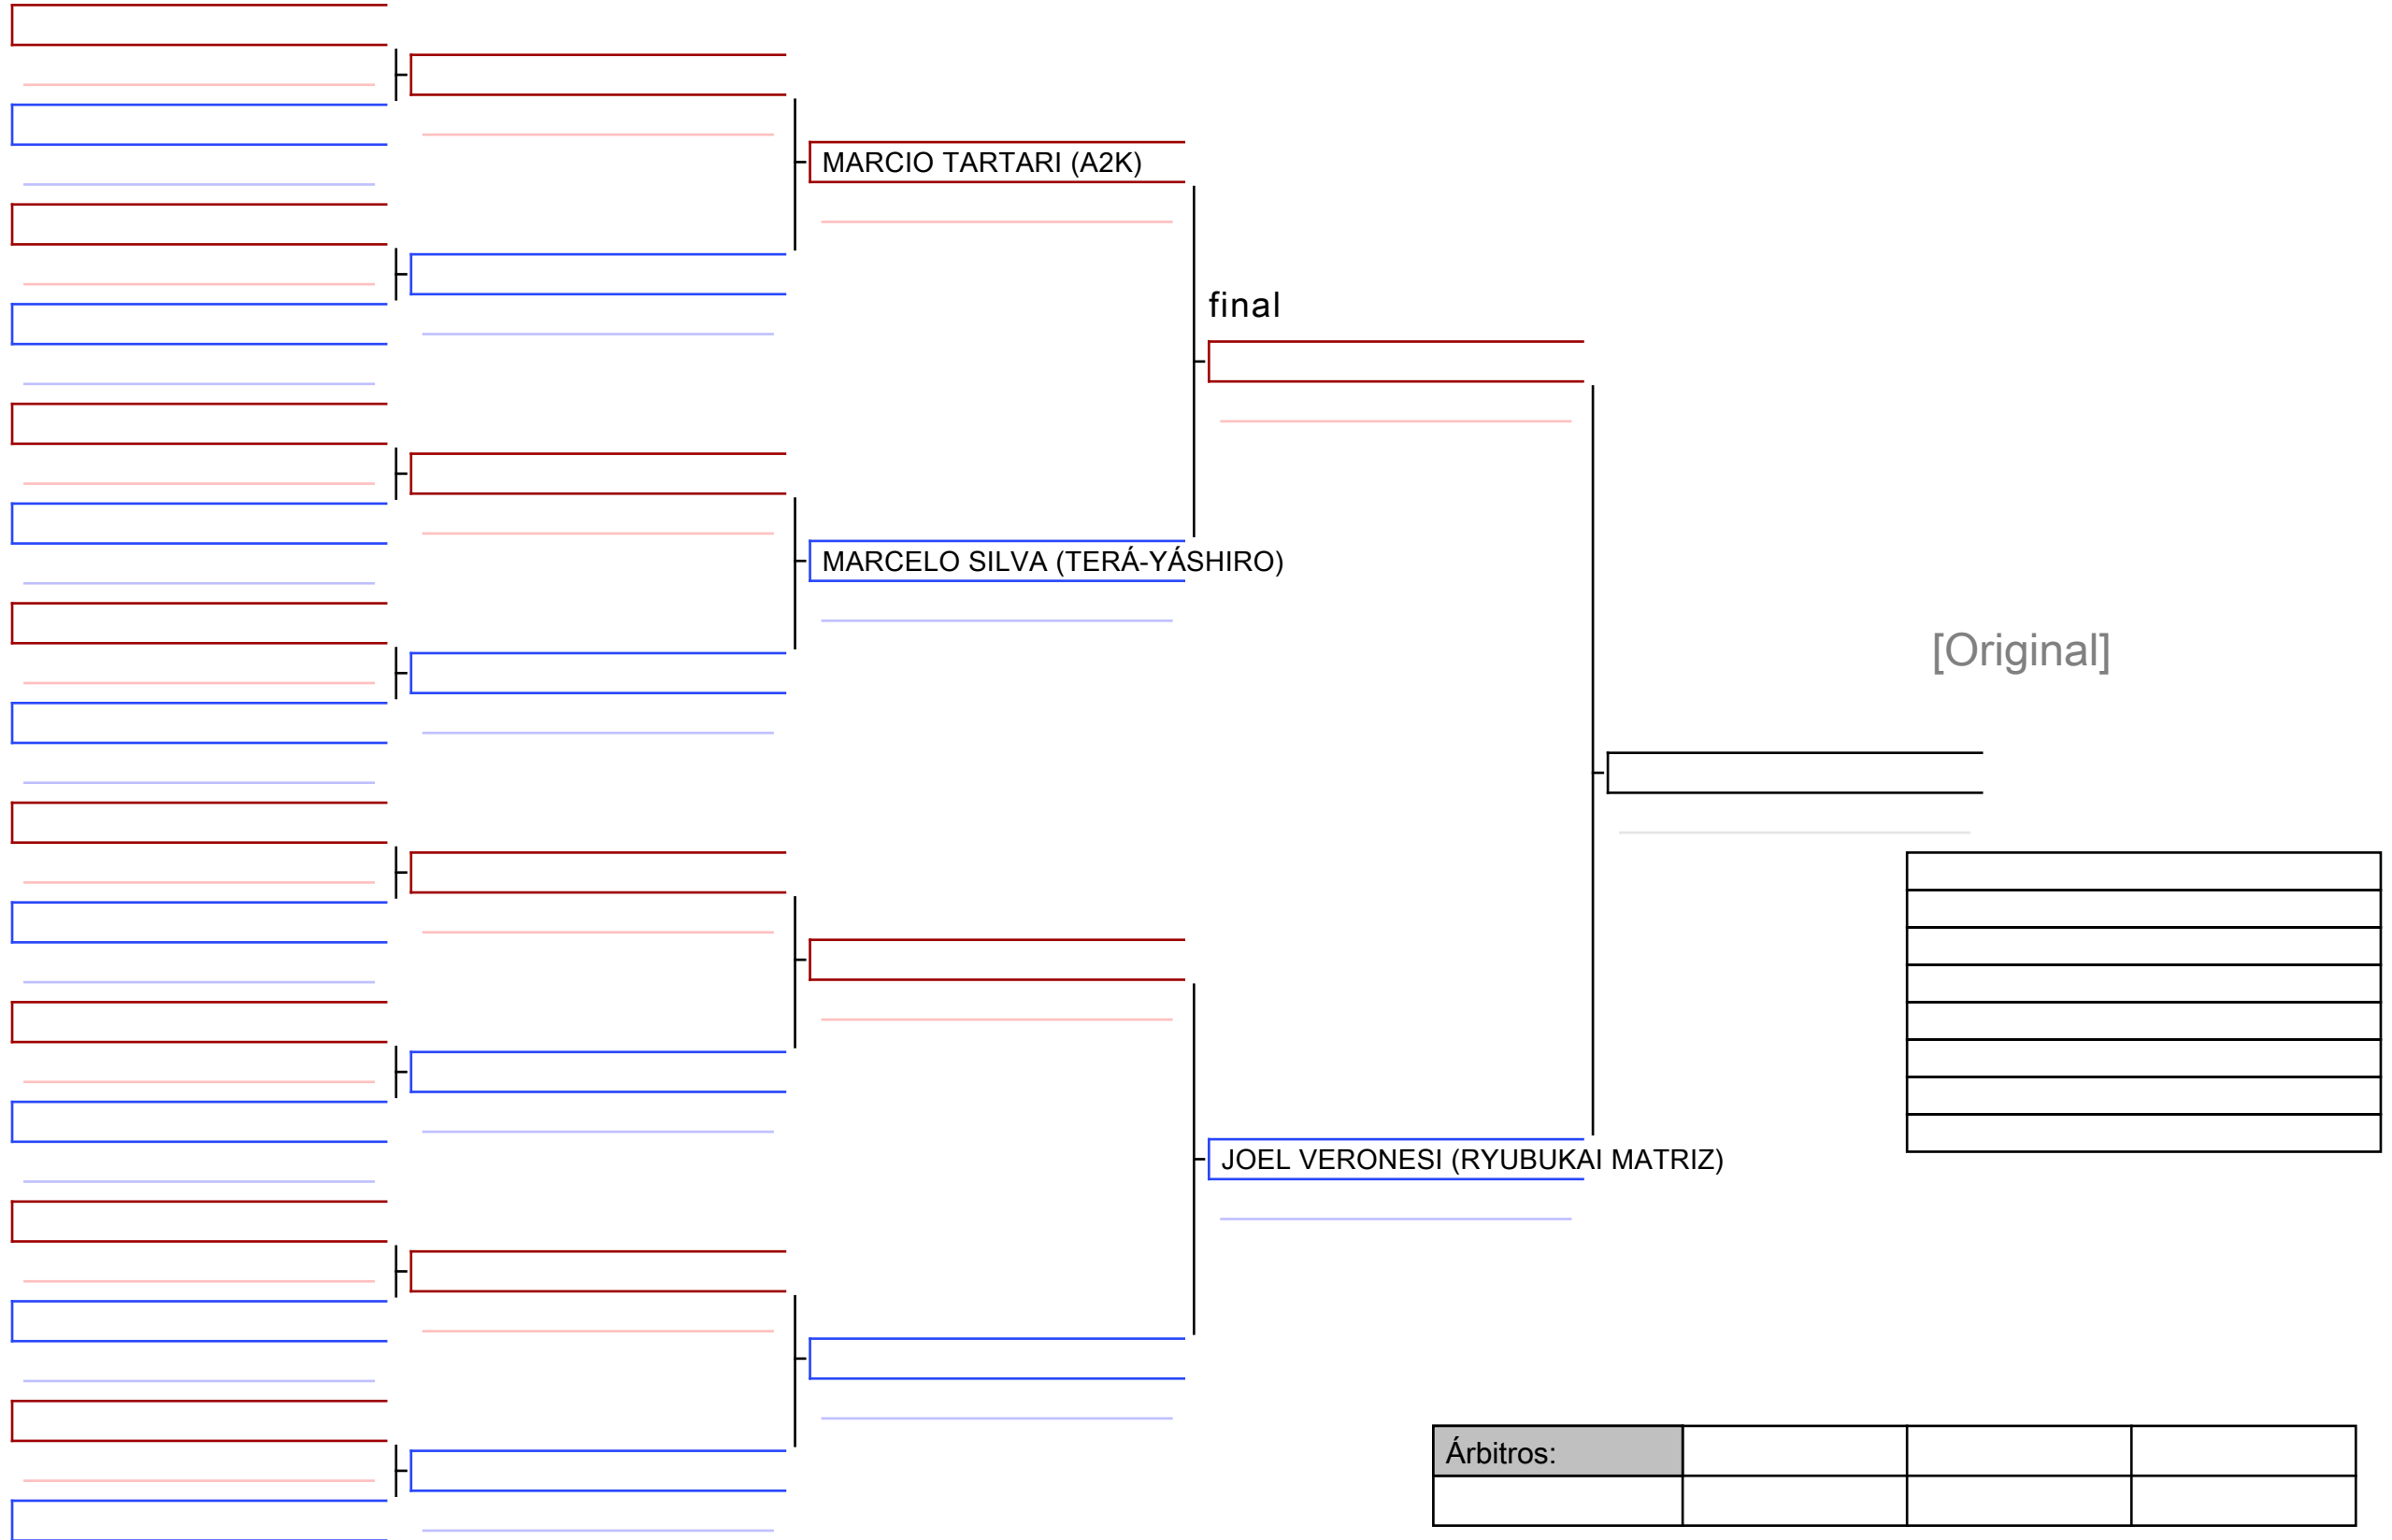 MARCIO TARTARI (A2K)
final
MARCELO SILVA (TERÁ-YÁSHIRO)
[Original]
JOEL VERONESI (RYUBUKAI MATRIZ)
Árbitros: